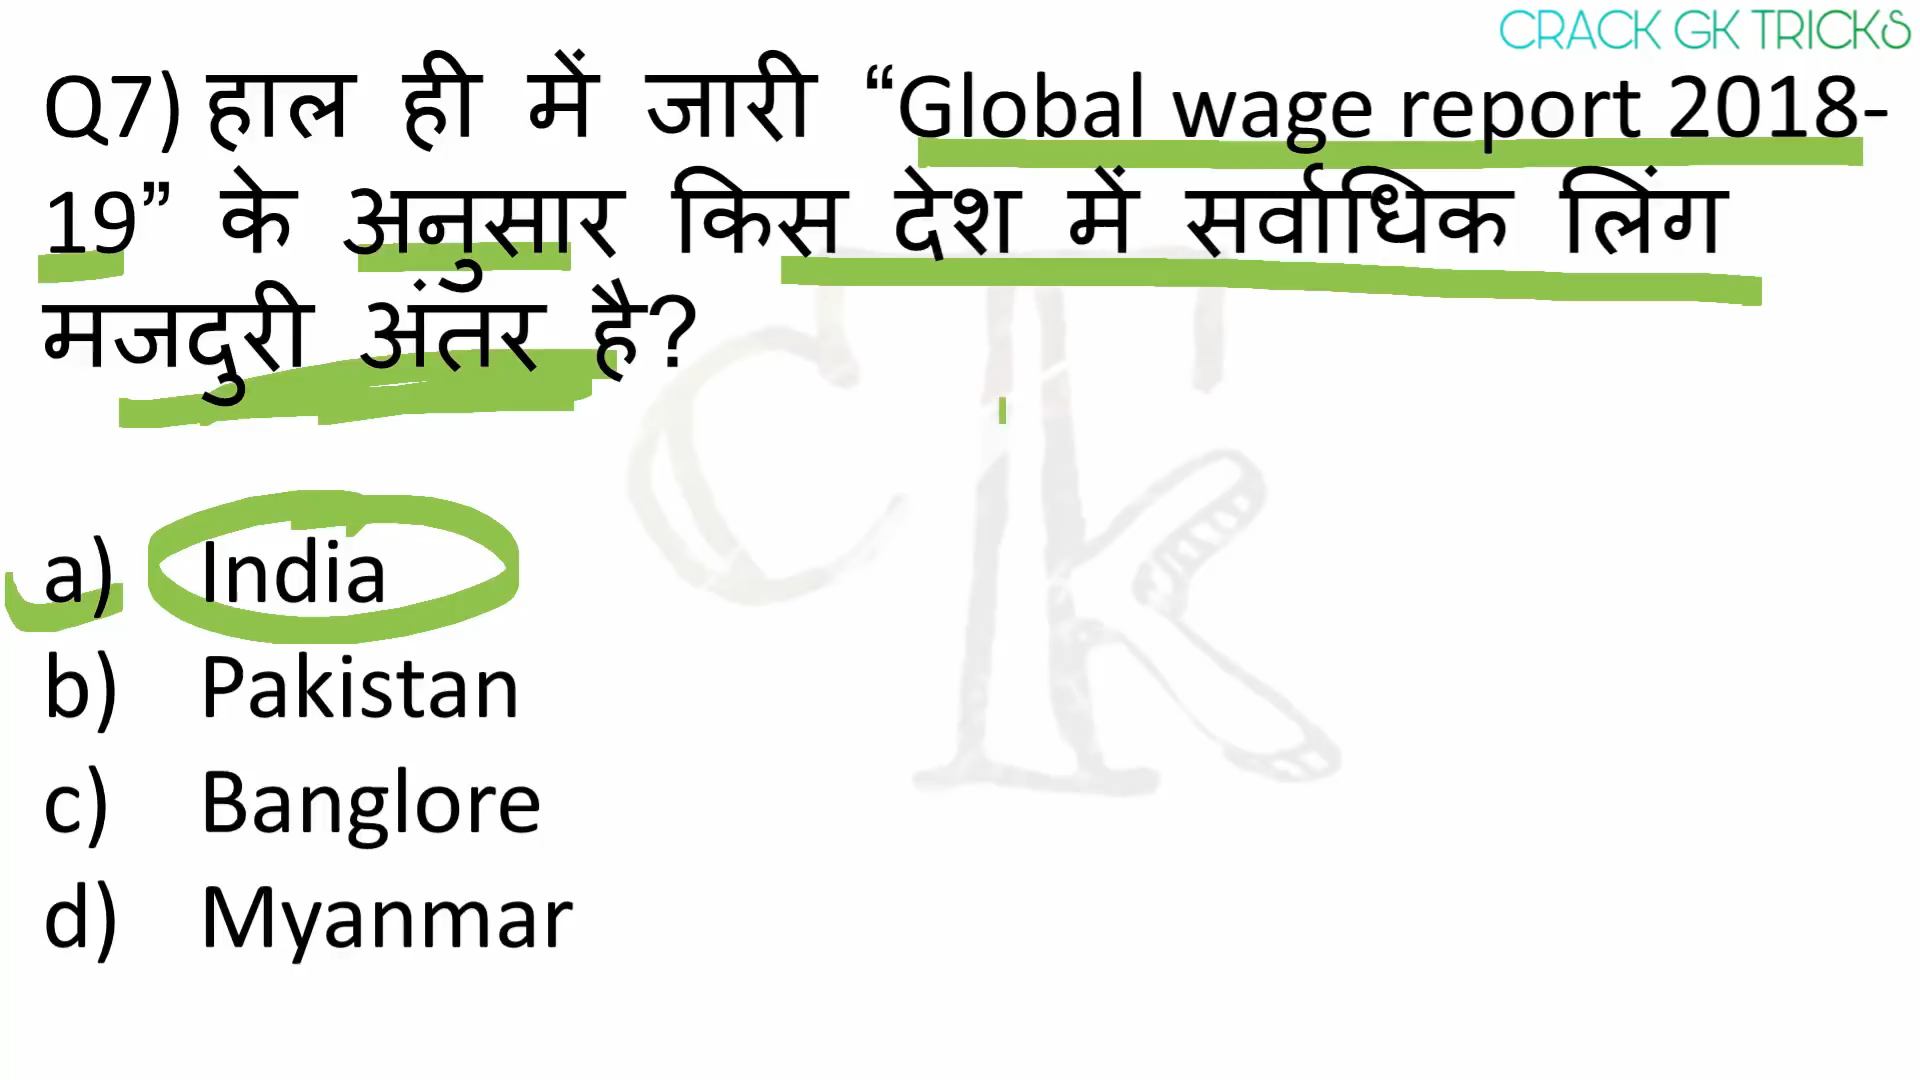 CRACK GK TRICKS
Q7) हाल ही में जारी “Global wage report 2018-
19” के अनुसार किस देश में सर्वाधिक लिंग
मजदुरी अंतर है?
a) India
b) Pakistan
c) Banglore
d) Myanmar